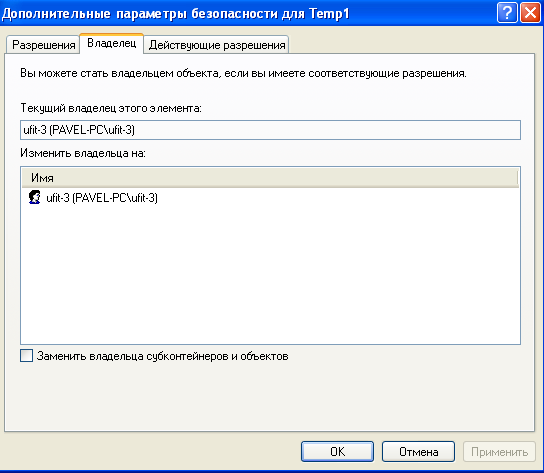 Дополнительные параметры безопасности для Temp1
Разрешения Владелец Действующие разрешения
Вы можете стать владельцем объекта, если вы имеете соответствующие разрешения.
Текущий владелец этого элемента:
ufit-3 (PAVEL-PC\ufit-3)
Изменить владельца на:
Имя
ufit-3 (PAVEL-PC\ufit-3)
Заменить владельца субконтейнеров и объектов
OK Отмена Применить